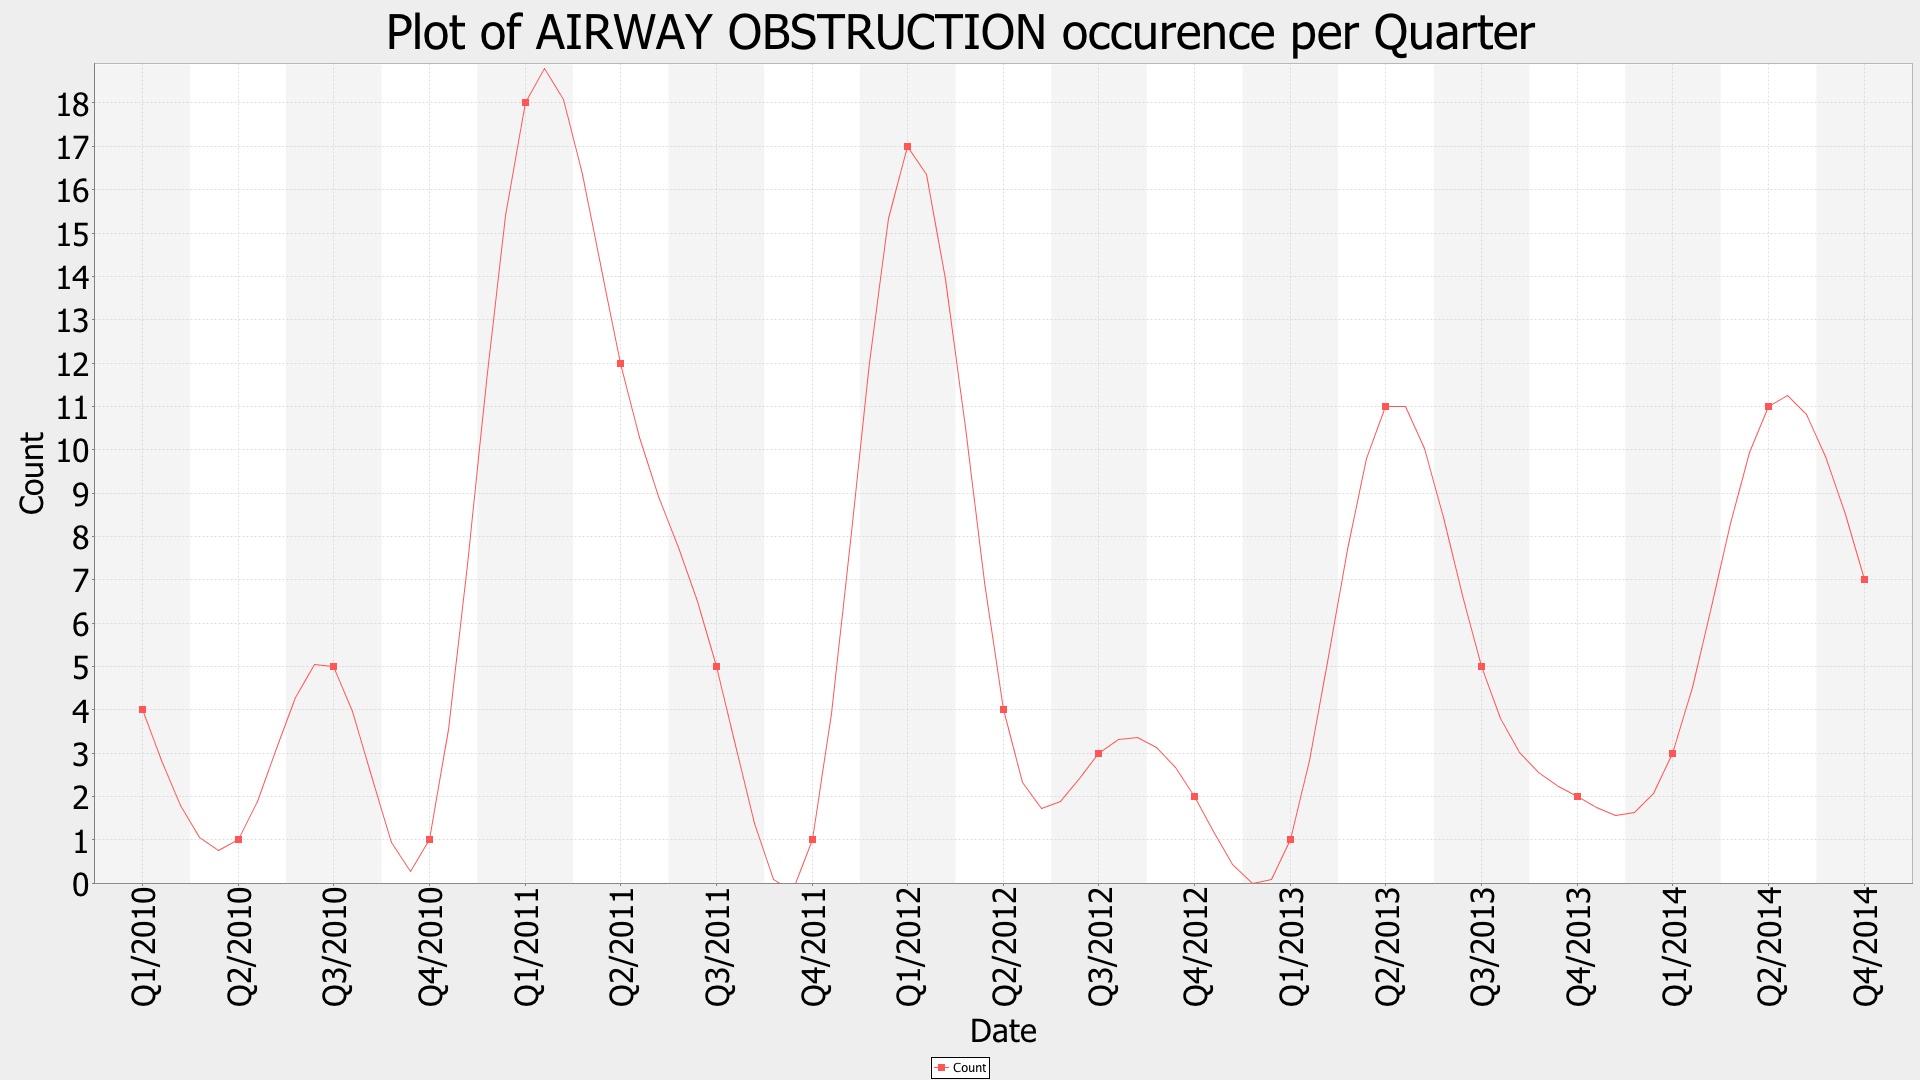 Plot of AIRWAY OBSTRUCTION occurence per Quarter
18
17
16
15
14
13
12
11
10
9
8
7
6
5
4
3
2
1
0
Count
Q1/2010
Q2/2010
Q3/2010
Q4/2010
Q1/2011
Q2/2011
Q3/2011
Q4/2011
Q1/2012
Q2/2012
Q3/2012
Q4/2012
Q1/2013
Q2/2013
Q3/2013
Q4/2013
Q1/2014
Q2/2014
Q4/2014
Date
Count